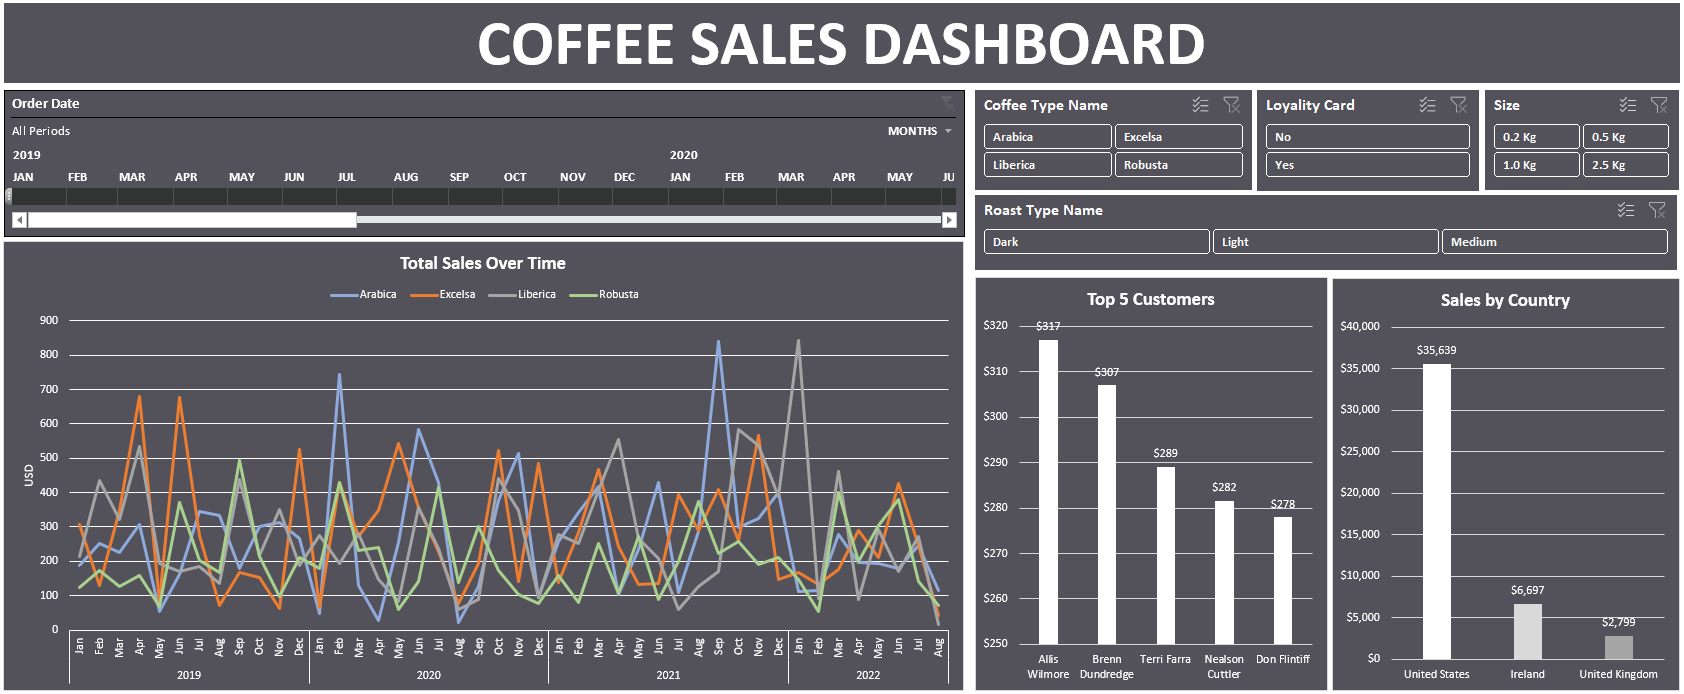 COFFEE SALES DASHBOARD
Order Date
All Periods
MONTHS
2019 2020
JAN FEB MAR APR MAY JUN JUL AUG SEP OCT NOV DEC JAN FEB MAR APR MAY JU
Coffee Type Name
Arabica Excelsa
Liberica Robusta
Loyality Card
No
Yes
Size
0.2 Kg 0.5 Kg
1.0 Kg 2.5 Kg
Roast Type Name
Dark Light Medium
Total Sales Over Time
Arabica Excelsa Liberica Robusta
USD
900
800
700
600
500
400
300
200
100
0
Jan Feb Mar Apr May Jun Jul Aug Sep Oct Nov Dec Jan Feb Mar Apr May Jun Jul Aug Sep Oct Nov Dec Jan Feb Mar Apr May Jun Jul Aug Sep Oct Nov Dec Jan Feb Mar Apr May Jun Jul Aug
2019 2020 2021 2022
Top 5 Customers
$320
$310
$300
$290
$280
$270
$260
$250
$317
$307
$289
$282
$278
Allis Wilmore
Brenn Dundredge
Terri Farra
Nealson Cuttler
Don Flintiff
Sales by Country
$40,000
$35,000
$30,000
$25,000
$20,000
$15,000
$10,000
$5,000
$0
$35,639
$6,697
$2,799
United States Ireland United Kingdom